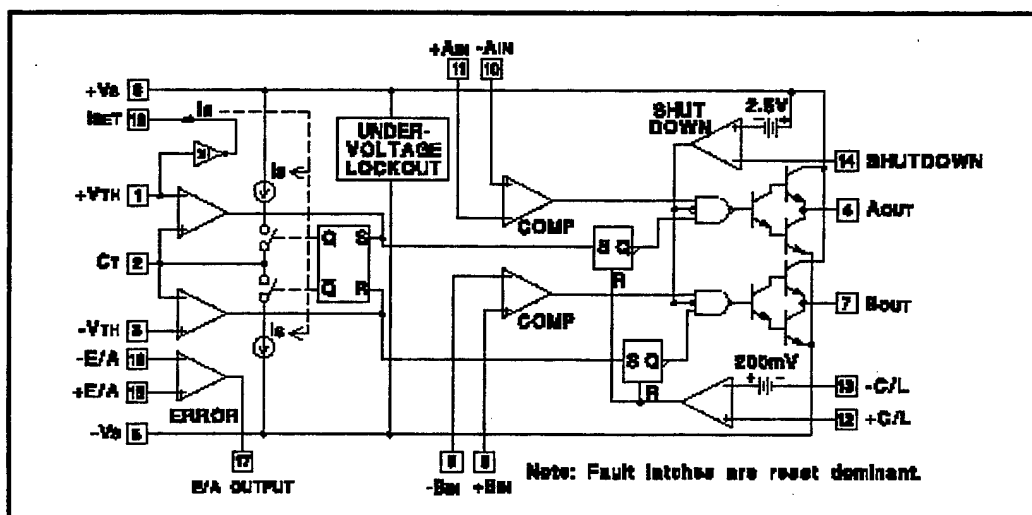 +AIN -AIN
11 10
+VS 6
IS
ISET 18
SHUT
DOWN
2.5V
UNDER-
VOLTAGE
LOCKOUT
14 SHUTDOWN
IS
+VTH 1
4 AOUT
COMP
Q S
S Q
CT 2
R
Q R
7 BOUT
COMP
-VTH 3
IS
S Q
200mV
-E/A 16
R
13 -C/L
+E/A 15
ERROR
12 +C/L
-VS 5
17
9 8
E/A OUTPUT
-BIN +BIN
Note: Fault latches are reset dominant.